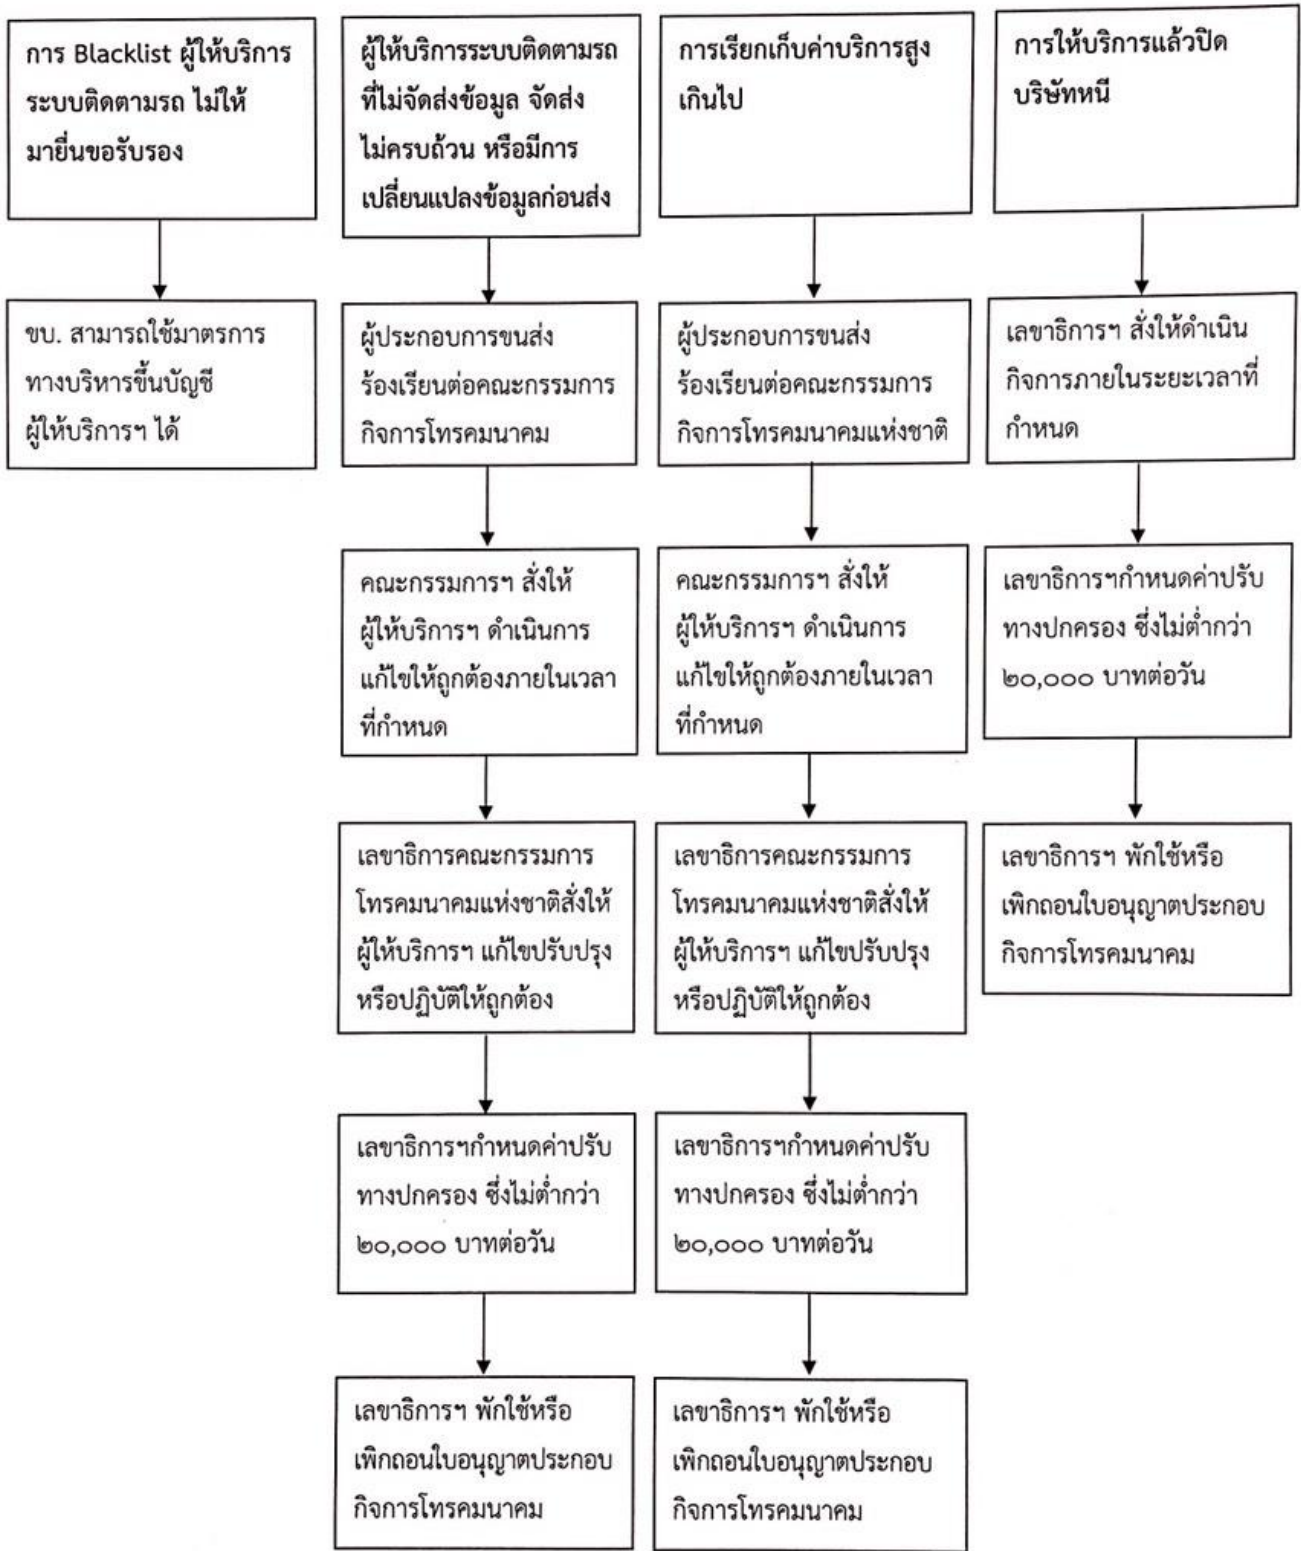 การ Blacklist ผู้ให้บริการ
ระบบติดตามรถ ไม่ให้
มายื่นขอรับรอง
ขบ. สามารถใช้มาตรการ
ทางบริหารขึ้นบัญชี
ผู้ให้บริการฯ ได้
ผู้ให้บริการระบบติดตามรถ
ที่ไม่จัดส่งข้อมูล จัดส่ง
ไม่ครบถ้วน หรือมีการ
เปลี่ยนแปลงข้อมูลก่อนส่ง
ผู้ประกอบการขนส่ง
ร้องเรียนต่อคณะกรรมการ
กิจการโทรคมนาคม
คณะกรรมการฯ สั่งให้
ผู้ให้บริการฯ ดำเนินการ
แก้ไขให้ถูกต้องภายในเวลา
ที่กำหนด
เลขาธิการคณะกรรมการ
โทรคมนาคมแห่งชาติสั่งให้
ผู้ให้บริการฯ แก้ไขปรับปรุง
หรือปฏิบัติให้ถูกต้อง
เลขาธิการฯกำหนดค่าปรับ
ทางปกครอง ซึ่งไม่ต่ำกว่า
๒๐,๐๐๐ บาทต่อวัน
เลขาธิการฯ พักใช้หรือ
เพิกถอนใบอนุญาตประกอบ
กิจการโทรคมนาคม
การเรียกเก็บค่าบริการสูง
เกินไป
ผู้ประกอบการขนส่ง
ร้องเรียนต่อคณะกรรมการ
กิจการโทรคมนาคมแห่งชาติ
คณะกรรมการฯ สั่งให้
ผู้ให้บริการฯ ดำเนินการ
แก้ไขให้ถูกต้องภายในเวลา
ที่กำหนด
เลขาธิการคณะกรรมการ
โทรคมนาคมแห่งชาติสั่งให้
ผู้ให้บริการฯ แก้ไขปรับปรุง
หรือปฏิบัติให้ถูกต้อง
เลขาธิการฯกำหนดค่าปรับ
ทางปกครอง ซึ่งไม่ต่ำกว่า
๒๐,๐๐๐ บาทต่อวัน
เลขาธิการฯ พักใช้หรือ
เพิกถอนใบอนุญาตประกอบ
กิจการโทรคมนาคม
การให้บริการแล้วปิด
บริษัทหนี
เลขาธิการฯ สั่งให้ดำเนิน
กิจการภายในระยะเวลาที่
กำหนด
เลขาธิการฯกำหนดค่าปรับ
ทางปกครอง ซึ่งไม่ต่ำกว่า
๒๐,๐๐๐ บาทต่อวัน
เลขาธิการฯ พักใช้หรือ
เพิกถอนใบอนุญาตประกอบ
กิจการโทรคมนาคม